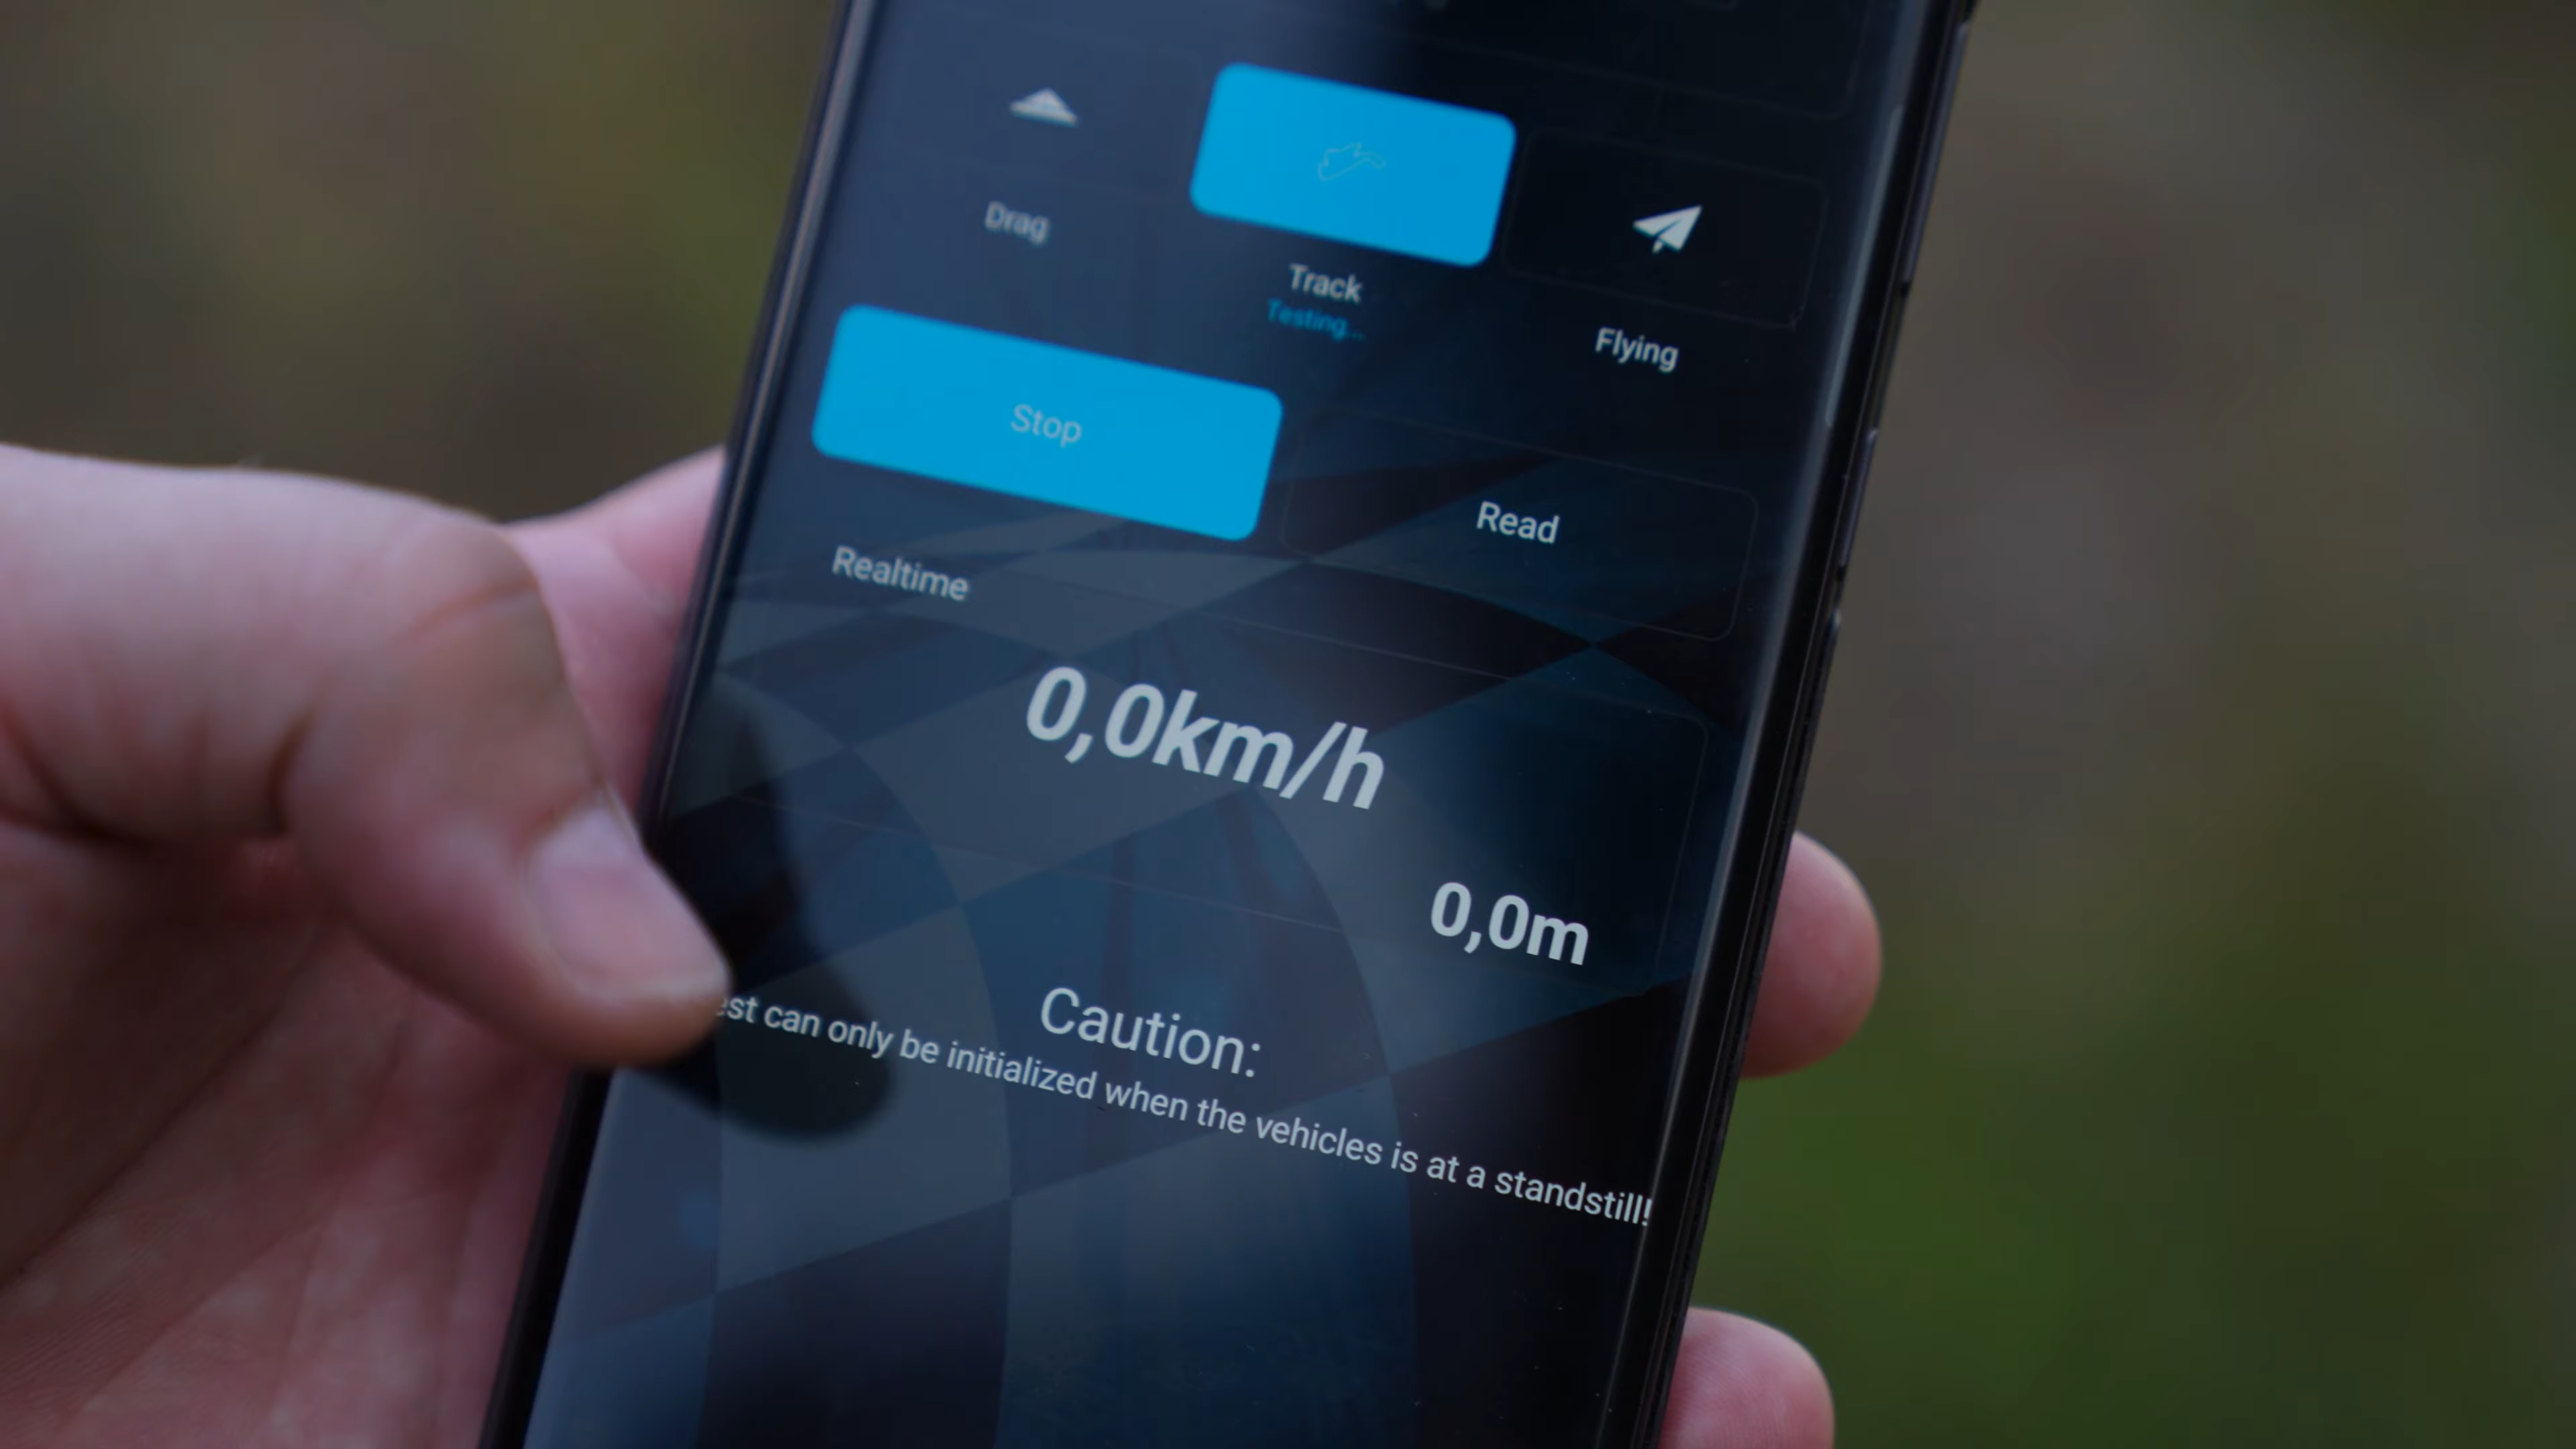 Drag
Track
Testing...
Flying
Stop
Read
Realtime
0,0km/h
0,0m
Caution:
can only be initialized when the vehicles is at a standstill!